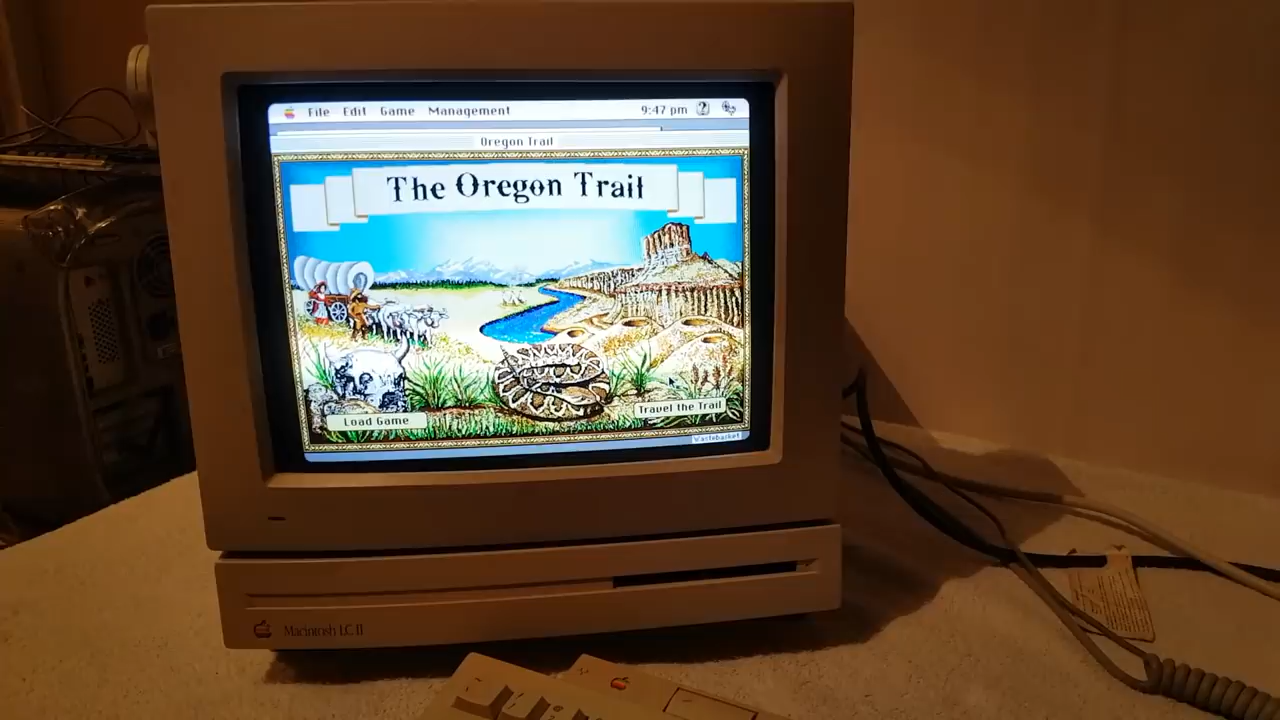 File Edit Game Management 9:47 pm
Oregon Trail
The Oregon Trail
Load Game
Travel the Trail
Wastebasket
Macintosh LC II